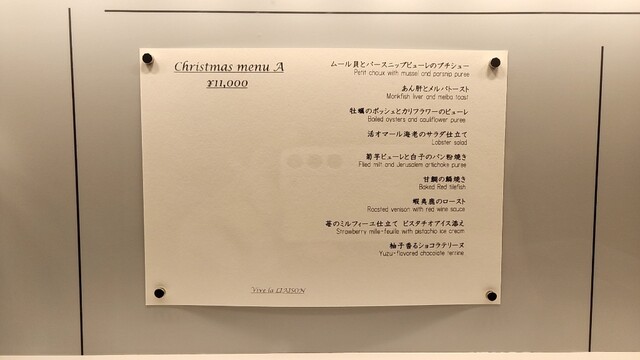 Christmas menu A
¥11,000
ムール貝とパースニップピューレのプチシュー
Petit choux with mussel and parsnip puree
あん肝とメルバトースト
Monkfish liver and melba toast
牡蠣のポッシェとカリフラワーのピューレ
Boiled oysters and cauliflower puree
活オマール海老のサラダ仕立て
Lobster salad
菊芋ピューレと白子のパン粉焼き
Fried milt and Jerusalem artichoke puree
甘鯛の鱗焼き
Baked Red tilefish
蝦夷鹿のロースト
Roasted venison with red wine sauce
苺のミルフィーユ仕立て ピスタチオアイス添え
Strawberry mille-feuille with pistachio ice cream
柚子香るショコラテリーヌ
Yuzu-flavored chocolate terrine
Vive la LIAISON